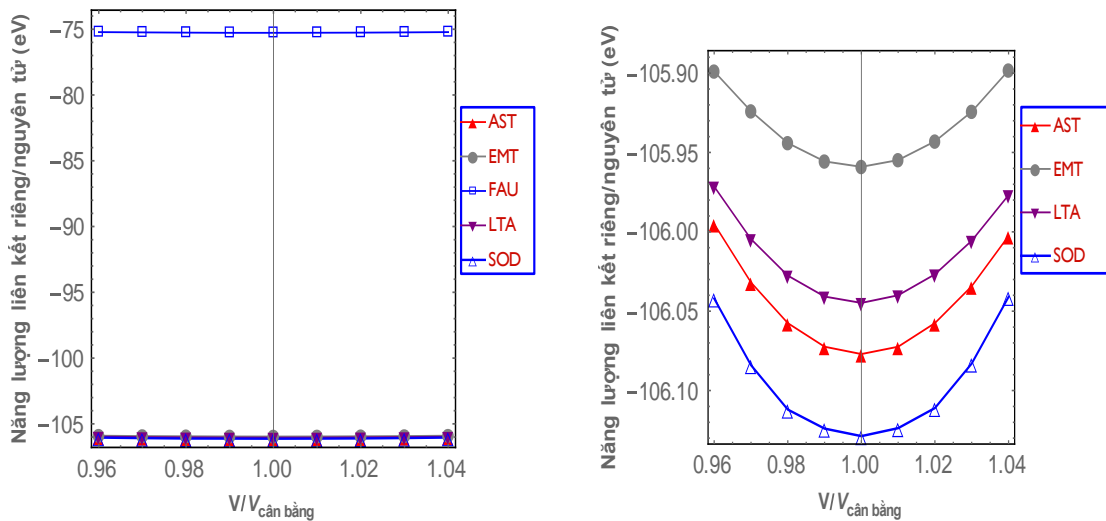 Năng lượng liên kết riêng/nguyên tử (eV)
−75
−80
−85
−90
−95
−100
−105
0.96 0.98 1.00 1.02 1.04
V/Vcân bằng
AST
EMT
FAU
LTA
SOD
Năng lượng liên kết riêng/nguyên tử (eV)
−105.90
−105.95
−106.00
−106.05
−106.10
0.96 0.98 1.00 1.02 1.04
V/Vcân bằng
AST
EMT
LTA
SOD